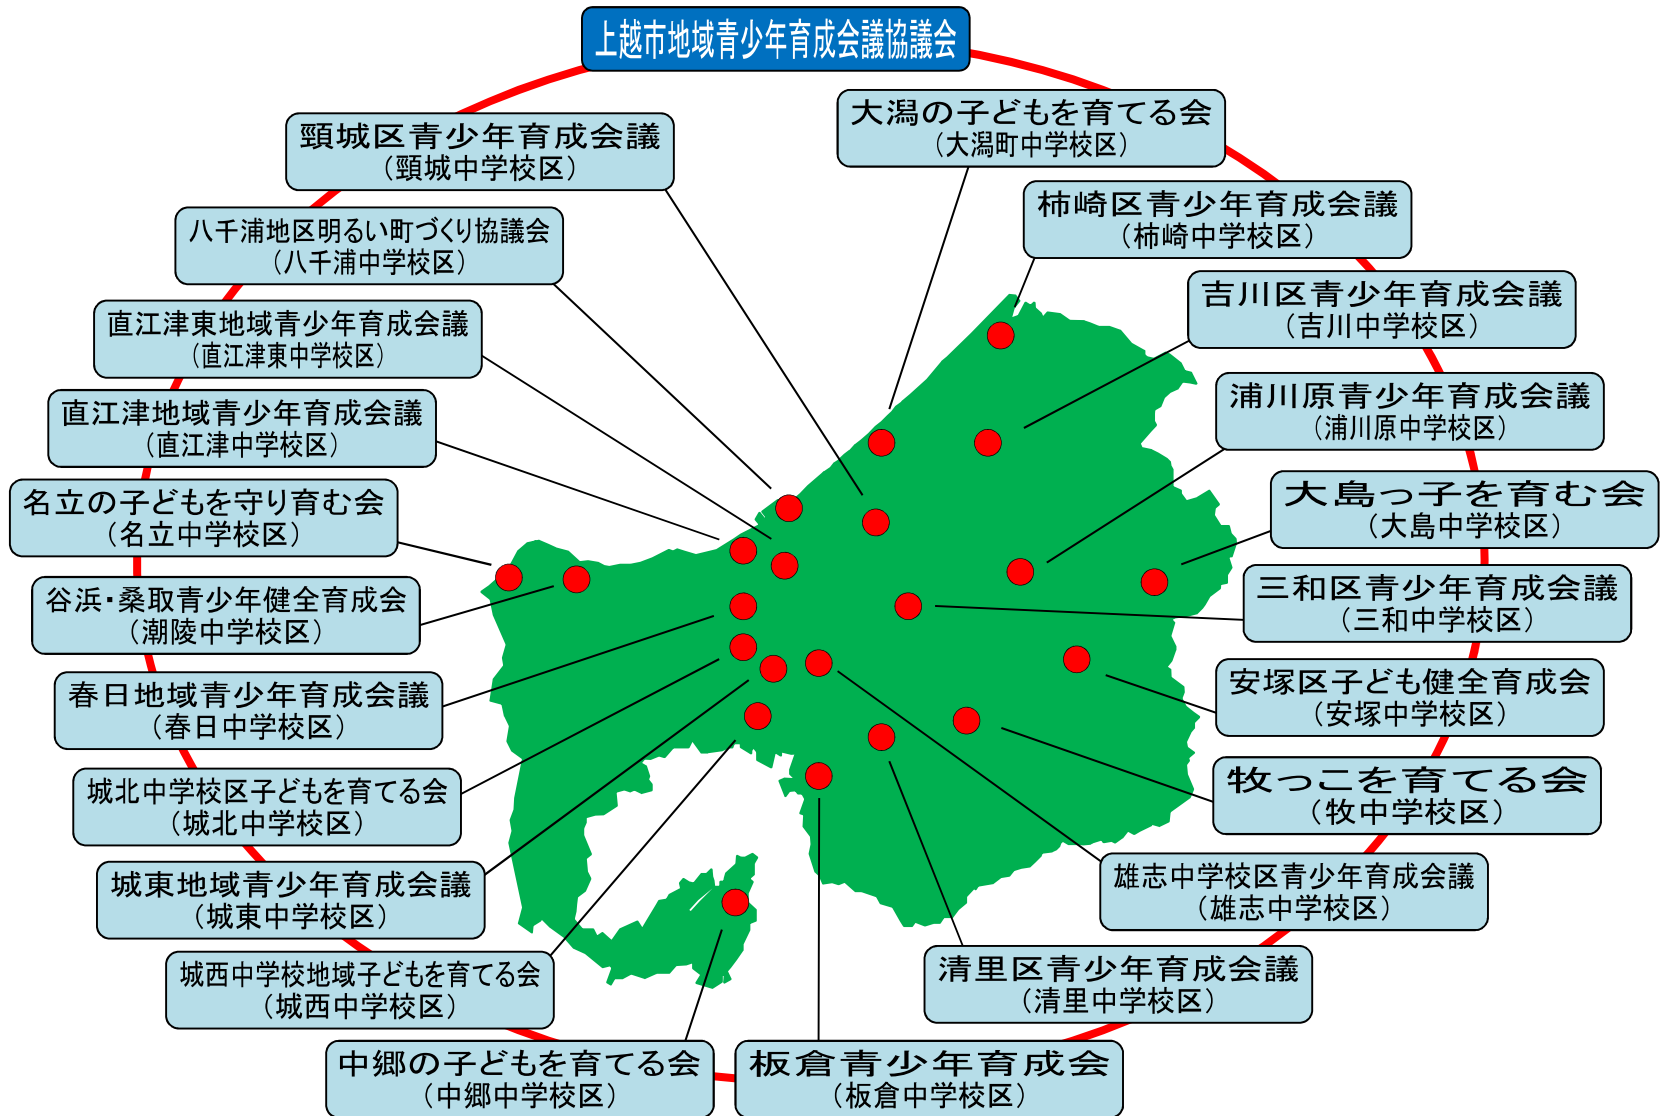 上越市地域青少年育成会議協議会
大潟の子どもを育てる会
（大潟町中学校区）
頸城区青少年育成会議
（頸城中学校区）
柿崎区青少年育成会議
（柿崎中学校区）
八千浦地区明るい町づくり協議会
（八千浦中学校区）
吉川区青少年育成会議
（吉川中学校区）
直江津東地域青少年育成会議
（直江津東中学校区）
浦川原青少年育成会議
（浦川原中学校区）
直江津地域青少年育成会議
（直江津中学校区）
大島っ子を育む会
（大島中学校区）
名立の子どもを守り育む会
（名立中学校区）
三和区青少年育成会議
（三和中学校区）
谷浜・桑取青少年健全育成会
（潮陵中学校区）
安塚区子ども健全育成会
（安塚中学校区）
春日地域青少年育成会議
（春日中学校区）
牧っこを育てる会
（牧中学校区）
城北中学校区子どもを育てる会
（城北中学校区）
雄志中学校区青少年育成会議
（雄志中学校区）
城東地域青少年育成会議
（城東中学校区）
清里区青少年育成会議
（清里中学校区）
城西中学校地域子どもを育てる会
（城西中学校区）
中郷の子どもを育てる会
（中郷中学校区）
板倉青少年育成会
（板倉中学校区）